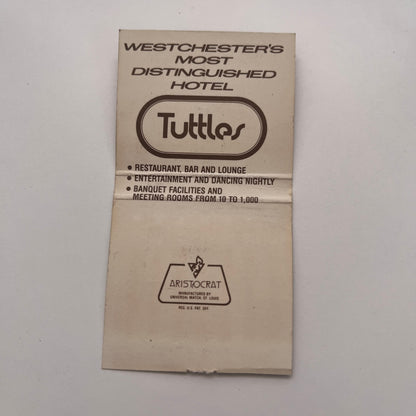 WESTCHESTER'S
MOST
DISTINGUISHED
HOTEL
Tuttles
• RESTAURANT, BAR AND LOUNGE
• ENTERTAINMENT AND DANCING NIGHTLY
• BANQUET FACILITIES AND
MEETING ROOMS FROM 10 TO 1,000
ARISTOCRAT
MANUFACTURED BY
UNIVERSAL MATCH, ST. LOUIS
REG. U.S. PAT. OFF.